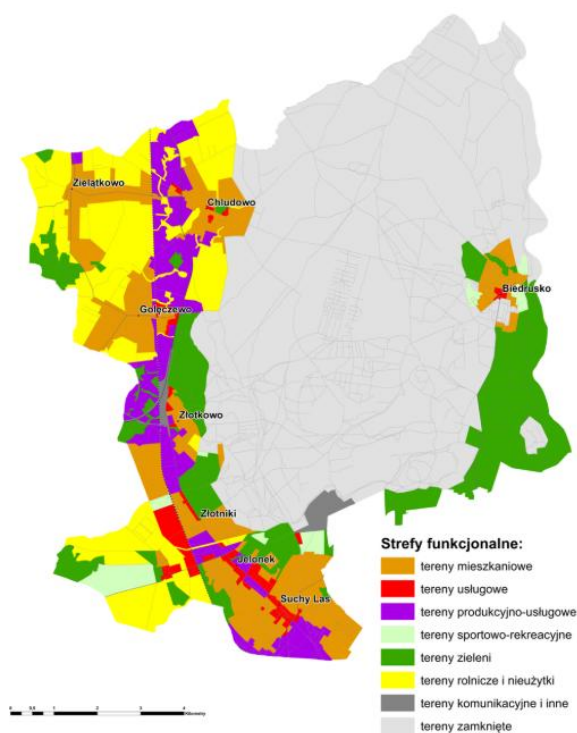 Zielątkowo
Chludowo
Biedrusko
Golęczewo
Złotkowo
Złotniki
Jelonek
Suchy Las
Strefy funkcjonalne:
tereny mieszkaniowe
tereny usługowe
tereny produkcyjno-usługowe
tereny sportowo-rekreacyjne
tereny zieleni
tereny rolnicze i nieużytki
tereny komunikacyjne i inne
tereny zamknięte